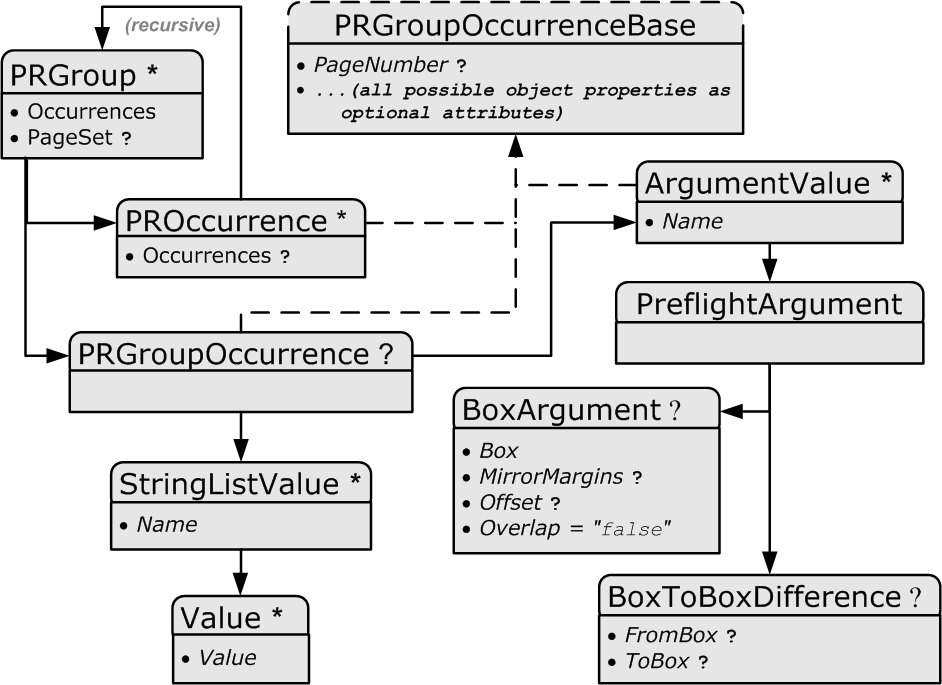 (recursive)
PRGroupOccurrenceBase
• PageNumber ?
• ...(all possible object properties as
optional attributes)
PRGroup *
• Occurrences
• PageSet ?
ArgumentValue *
• Name
PROccurrence *
• Occurrences ?
PreflightArgument
PRGroupOccurrence ?
BoxArgument ?
• Box
• MirrorMargins ?
• Offset ?
• Overlap = "false"
StringListValue *
• Name
BoxToBoxDifference ?
• FromBox ?
• ToBox ?
Value *
• Value